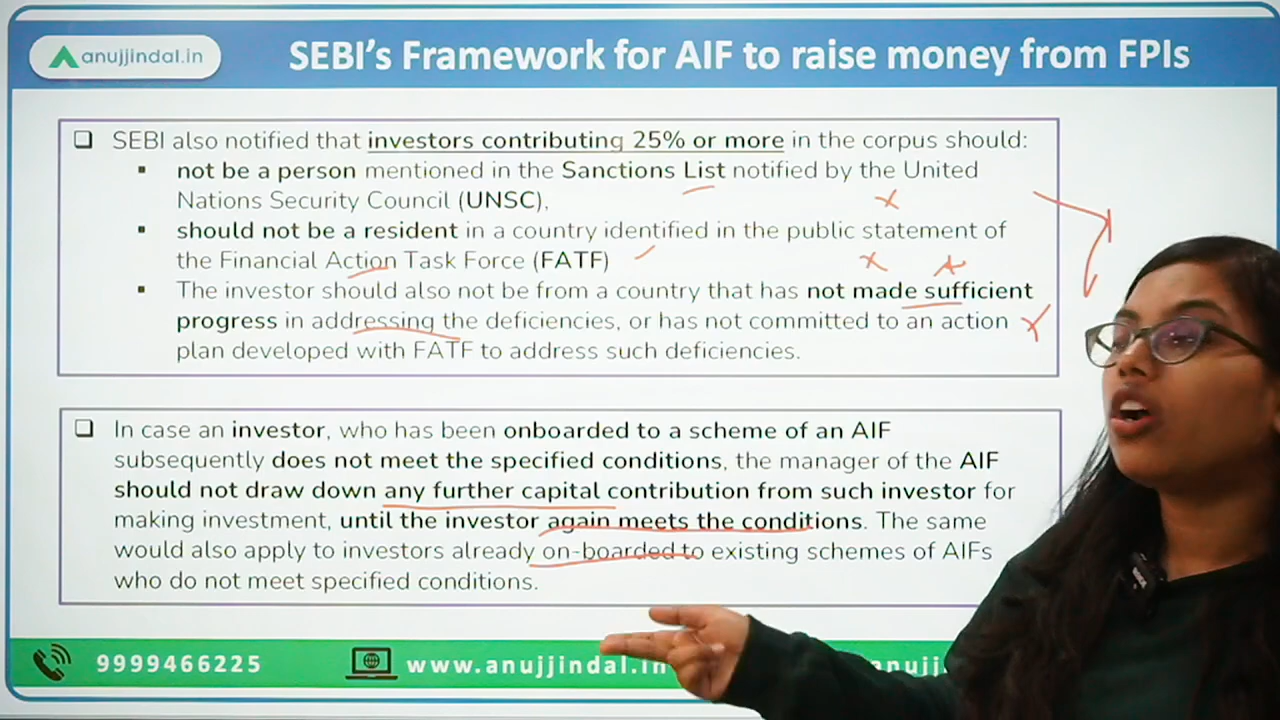 anujjindal.in
SEBI's Framework for AIF to raise money from FPIs
SEBI also notified that investors contributing 25% or more in the corpus should:
not be a person mentioned in the Sanctions List notified by the United
Nations Security Council (UNSC),
should not be a resident in a country identified in the public statement of
the Financial Action Task Force (FATF)
The investor should also not be from a country that has not made sufficient
progress in addressing the deficiencies, or has not committed to an action
plan developed with FATF to address such deficiencies.
In case an investor, who has been onboarded to a scheme of an AIF
subsequently does not meet the specified conditions, the manager of the AIF
should not draw down any further capital contribution from such investor for
making investment, until the investor again meets the conditions. The same
would also apply to investors already on-boarded to existing schemes of AIFs
who do not meet specified conditions.
9999466225
www.anujjindal.in
anujj